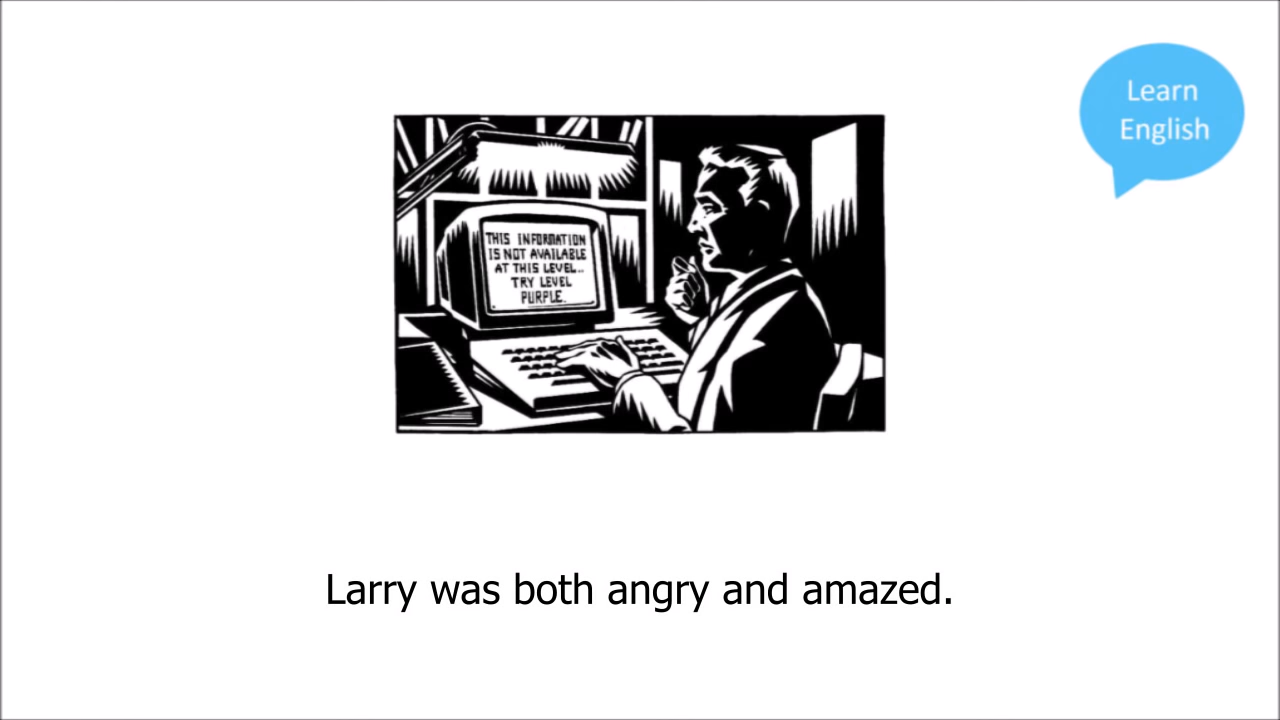 Learn
English
THIS INFORMATION
IS NOT AVAILABLE
AT THIS LEVEL..
TRY LEVEL
PURPLE.
Larry was both angry and amazed.